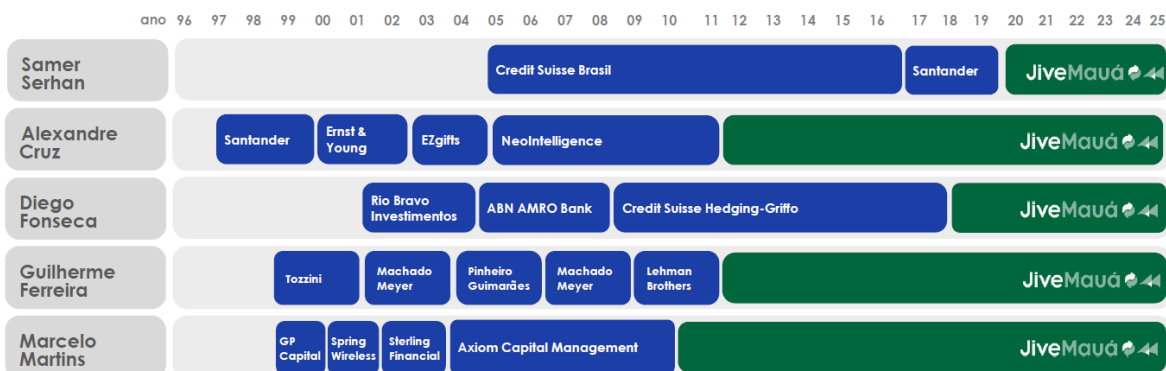 ano 96 97 98 99 00 01 02 03 04 05 06 07 08 09 10 11 12 13 14 15 16 17 18 19 20 21 22 23 24 25
Samer
Serhan
Credit Suisse Brasil
Santander
JiveMauá
Alexandre
Cruz
Santander
Ernst &
Young
EZgifts
NeoIntelligence
JiveMauá
Diego
Fonseca
Rio Bravo
Investimentos
ABN AMRO Bank
Credit Suisse Hedging-Griffo
JiveMauá
Guilherme
Ferreira
Tozzini
Machado
Meyer
Pinheiro
Guimarães
Machado
Meyer
Lehman
Brothers
JiveMauá
Marcelo
Martins
GP
Capital
Spring
Wireless
Sterling
Financial
Axiom Capital Management
JiveMauá